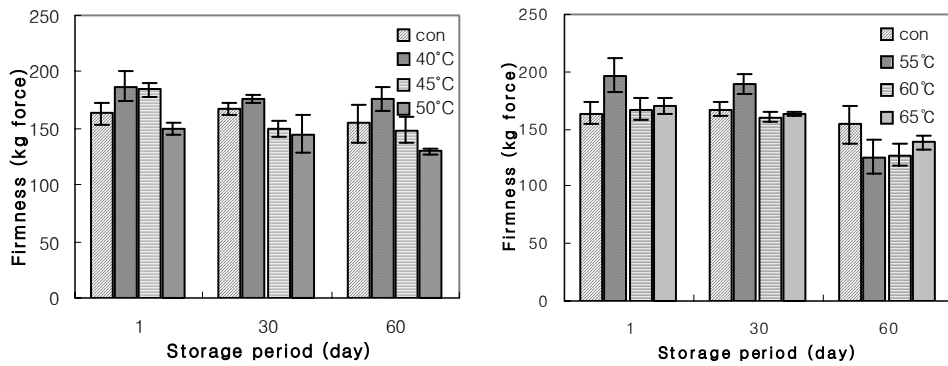 250
200
150
100
50
0
Firmness (kg force)
con
40°C
45°C
50°C
1 30 60
Storage period (day)
250
200
150
100
50
0
Firmness (kg force)
con
55℃
60℃
65℃
1 30 60
Storage period (day)